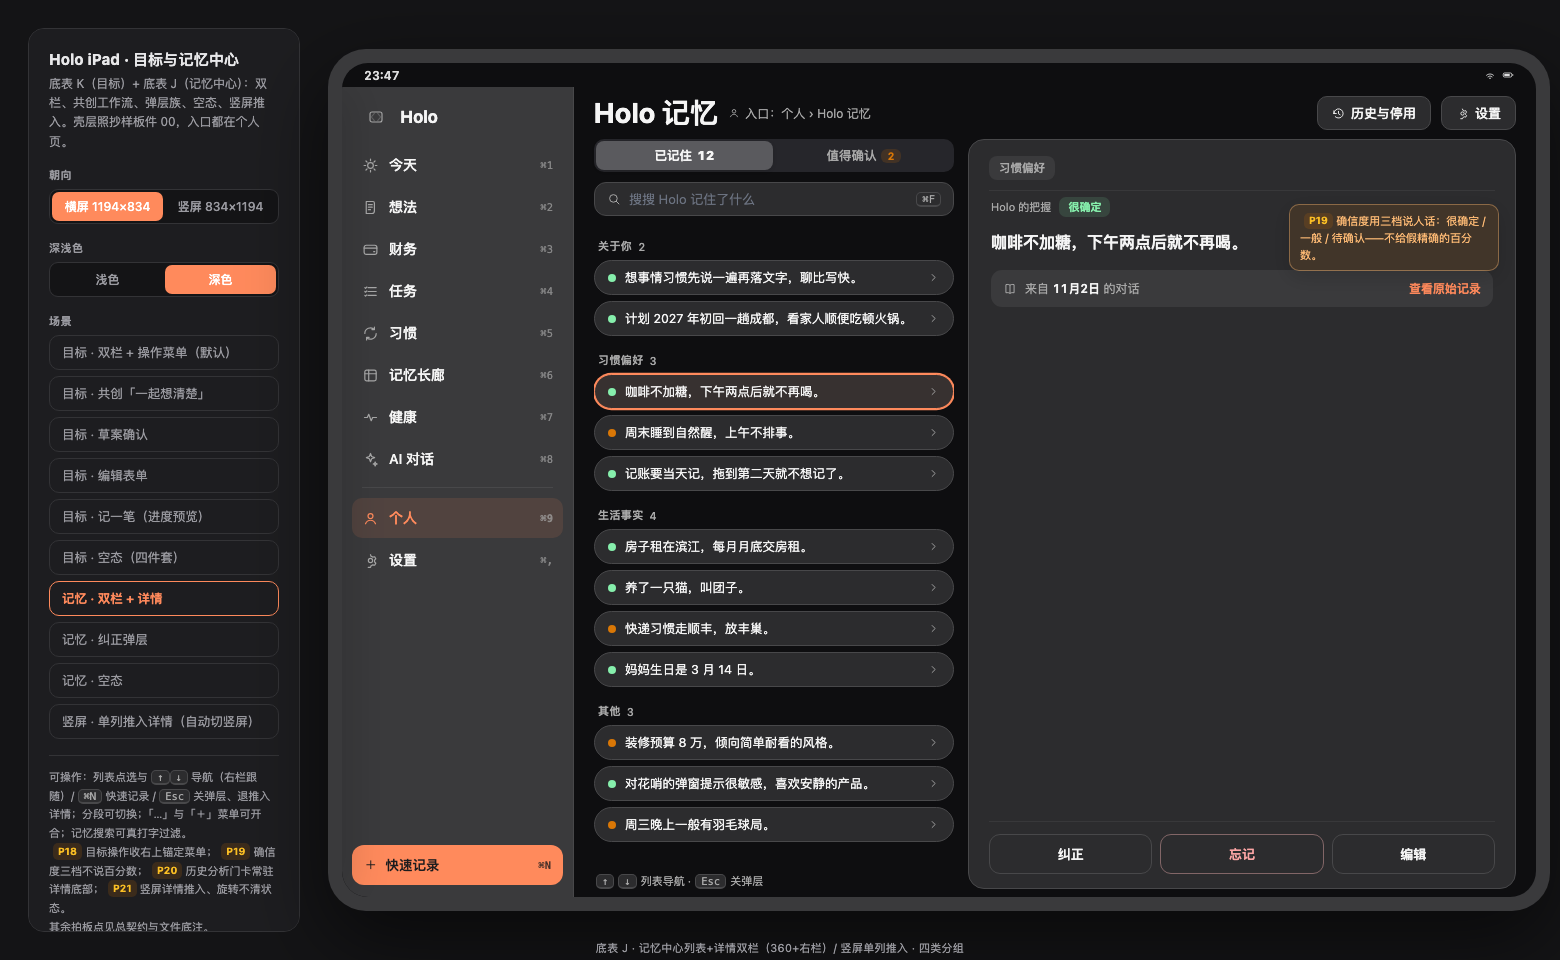 Holo iPad · 目标与记忆中心
底表 K（目标）+ 底表 J（记忆中心）：双
栏、共创工作流、弹层族、空态、竖屏推
入。壳层照抄样板件 00，入口都在个人
页。
朝向
横屏 1194×834
竖屏 834×1194
深浅色
浅色
深色
场景
目标 · 双栏 + 操作菜单（默认）
目标 · 共创「一起想清楚」
目标 · 草案确认
目标 · 编辑表单
目标 · 记一笔（进度预览）
目标 · 空态（四件套）
记忆 · 双栏 + 详情
记忆 · 纠正弹层
记忆 · 空态
竖屏 · 单列推入详情（自动切竖屏）
可操作：列表点选与 ↑ ↓ 导航（右栏跟
随）/ ⌘N 快速记录 / Esc 关弹层、退推入
详情；分段可切换；「…」与「＋」菜单可开
合；记忆搜索可真打字过滤。
P18 目标操作收右上锚定菜单； P19 确信
度三档不说百分数； P20 历史分析门卡常驻
详情底部； P21 竖屏详情推入、旋转不清状
态。
其余拍板点见总契约与文件底注。
23:47
Holo
今天 ⌘1
想法 ⌘2
财务 ⌘3
任务 ⌘4
习惯 ⌘5
记忆长廊 ⌘6
健康 ⌘7
AI 对话 ⌘8
个人 ⌘9
设置 ⌘,
+ 快速记录 ⌘N
Holo 记忆 入口：个人 › Holo 记忆
历史与停用
设置
已记住 12
值得确认 2
搜搜 Holo 记住了什么 ⌘F
关于你 2
想事情习惯先说一遍再落文字，聊比写快。
计划 2027 年初回一趟成都，看家人顺便吃顿火锅。
习惯偏好 3
咖啡不加糖，下午两点后就不再喝。
周末睡到自然醒，上午不排事。
记账要当天记，拖到第二天就不想记了。
生活事实 4
房子租在滨江，每月月底交房租。
养了一只猫，叫团子。
快递习惯走顺丰，放丰巢。
妈妈生日是 3 月 14 日。
其他 3
装修预算 8 万，倾向简单耐看的风格。
对花哨的弹窗提示很敏感，喜欢安静的产品。
周三晚上一般有羽毛球局。
↑ ↓ 列表导航 · Esc 关弹层
习惯偏好
Holo 的把握 很确定
咖啡不加糖，下午两点后就不再喝。
P19 确信度用三档说人话：很确定 /
一般 / 待确认——不给假精确的百分
数。
来自 11月2日 的对话
查看原始记录
纠正
忘记
编辑
底表 J · 记忆中心列表+详情双栏（360+右栏）/ 竖屏单列推入 · 四类分组